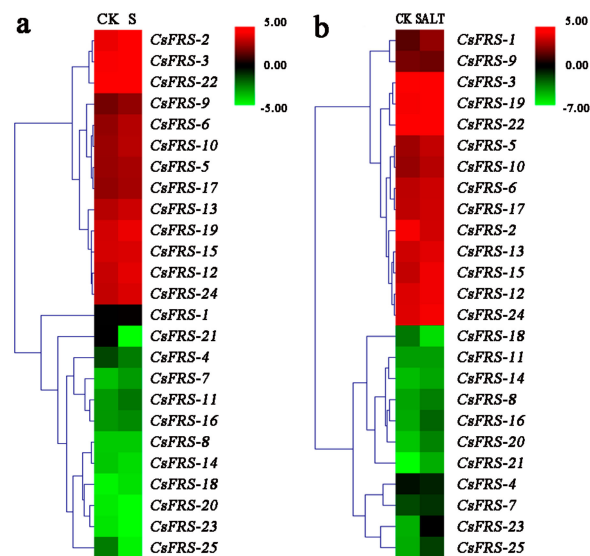 a
CK S
5.00
0.00
-5.00
CsFRS-2
CsFRS-3
CsFRS-22
CsFRS-9
CsFRS-6
CsFRS-10
CsFRS-5
CsFRS-17
CsFRS-13
CsFRS-19
CsFRS-15
CsFRS-12
CsFRS-24
CsFRS-1
CsFRS-21
CsFRS-4
CsFRS-7
CsFRS-11
CsFRS-16
CsFRS-8
CsFRS-14
CsFRS-18
CsFRS-20
CsFRS-23
CsFRS-25
b
CK SALT
5.00
0.00
-7.00
CsFRS-1
CsFRS-9
CsFRS-3
CsFRS-19
CsFRS-22
CsFRS-5
CsFRS-10
CsFRS-6
CsFRS-17
CsFRS-2
CsFRS-13
CsFRS-15
CsFRS-12
CsFRS-24
CsFRS-18
CsFRS-11
CsFRS-14
CsFRS-8
CsFRS-16
CsFRS-20
CsFRS-21
CsFRS-4
CsFRS-7
CsFRS-23
CsFRS-25